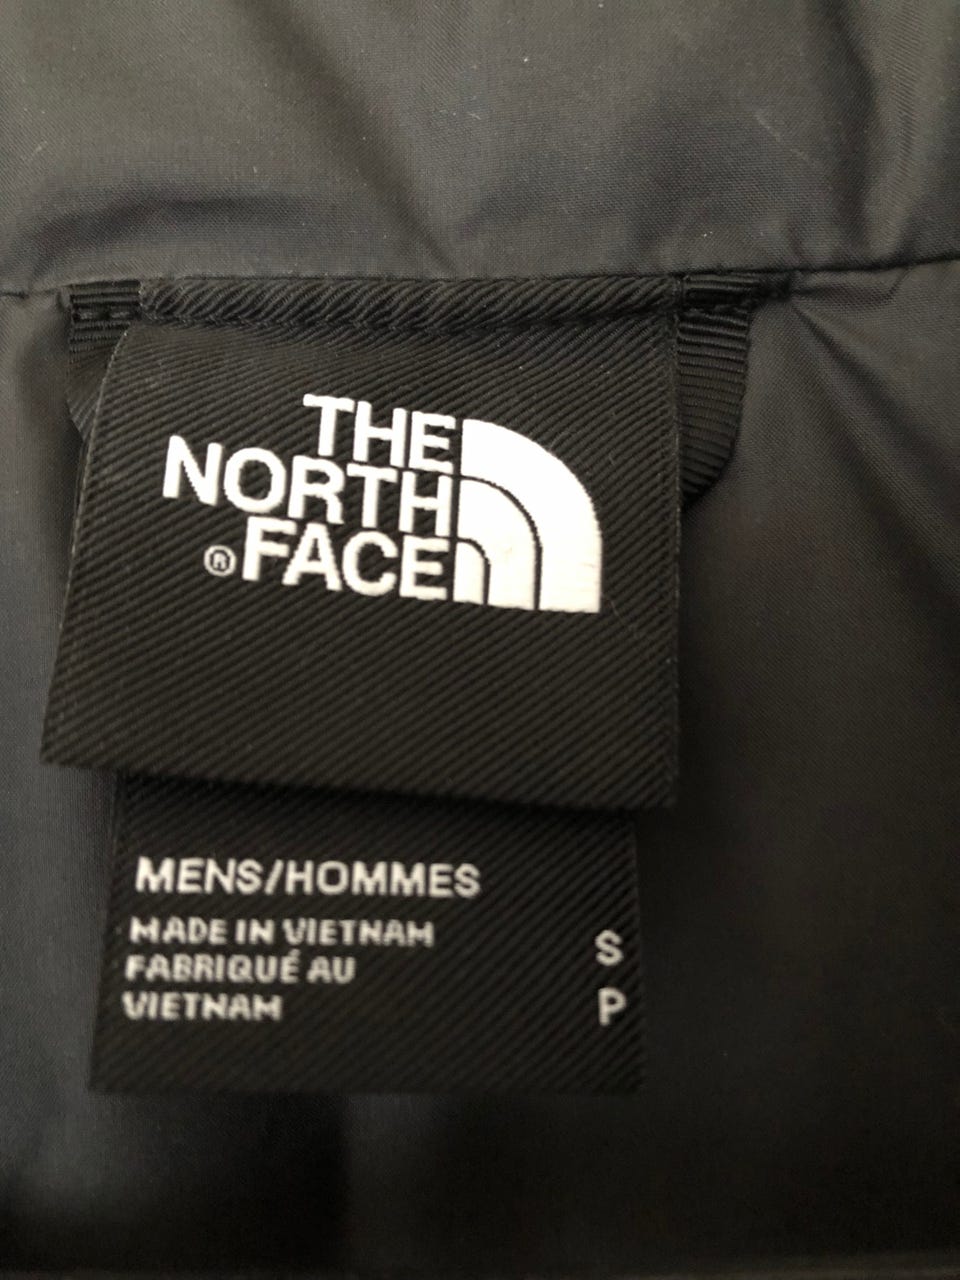 THE
NORTH
®FACE
MENS/HOMMES
MADE IN VIETNAM
FABRIQUÉ AU
VIETNAM
S
P